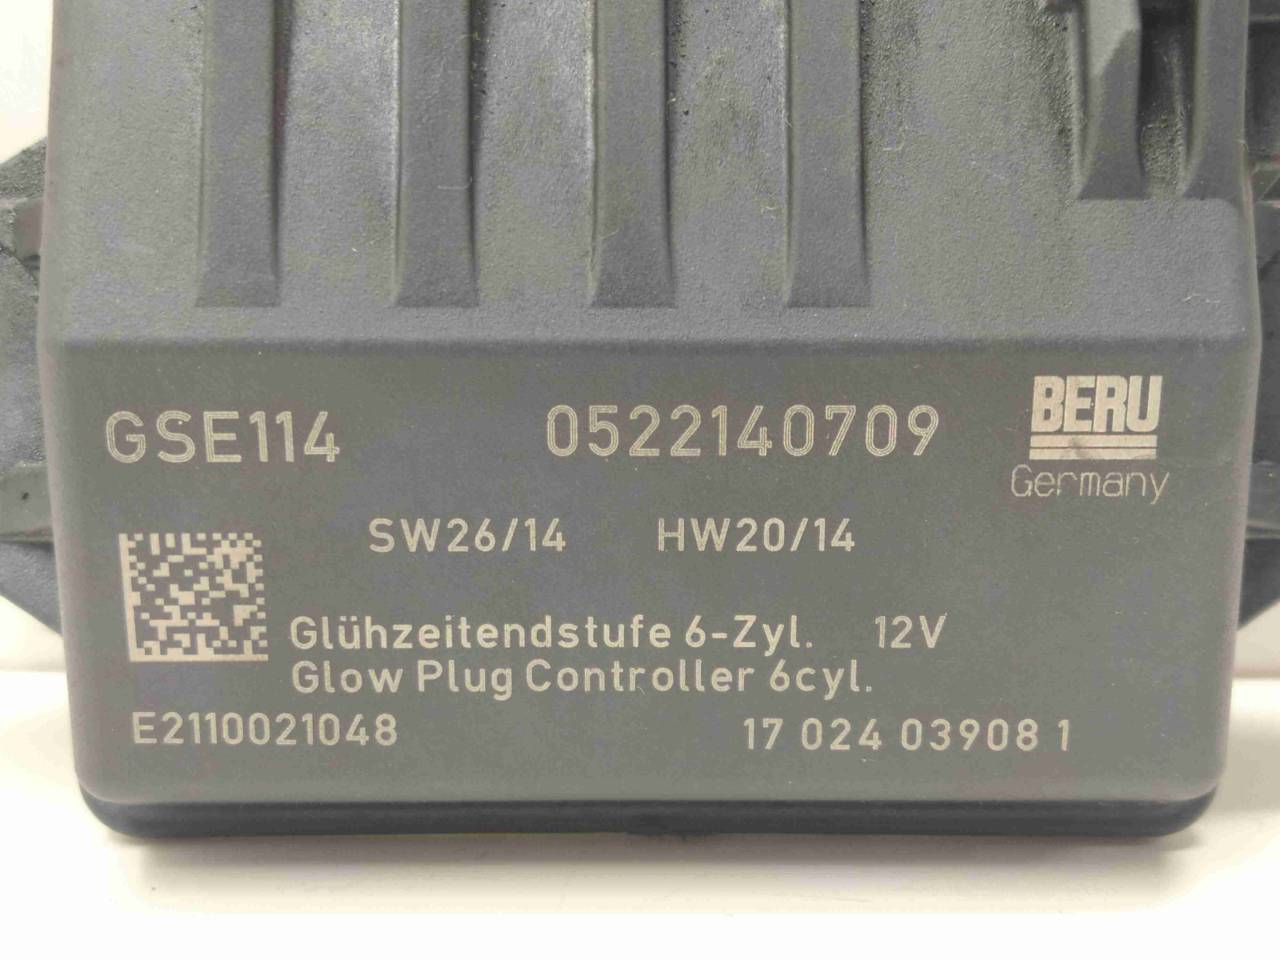 GSE114 0522140709 BERU
Germany
SW26/14 HW20/14
Glühzeitendstufe 6-Zyl. 12V
Glow Plug Controller 6cyl.
E2110021048 17 024 03908 1